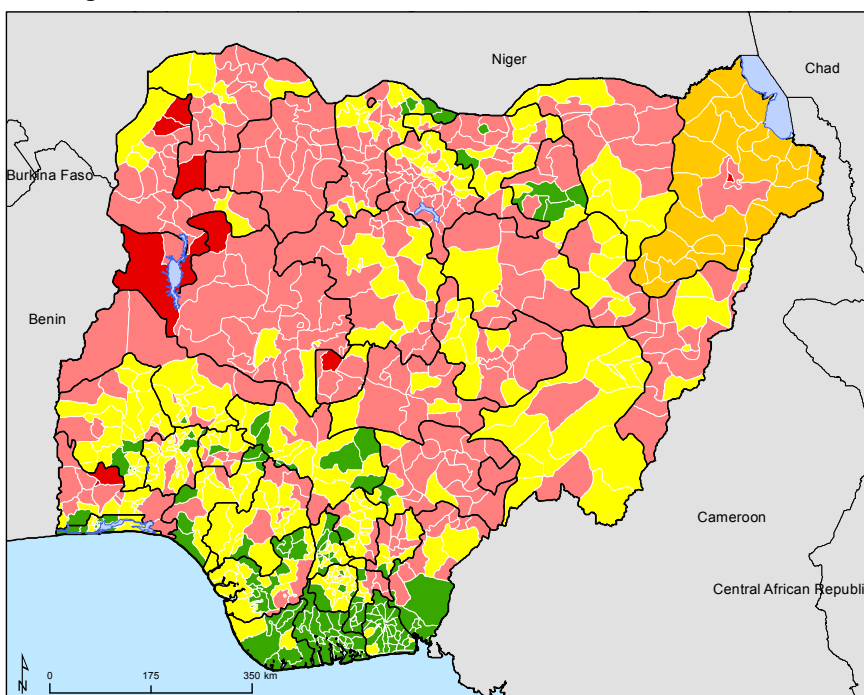 Niger
Chad
Burkina Faso
Benin
Cameroon
Central African Republi
N
0 175 350 km